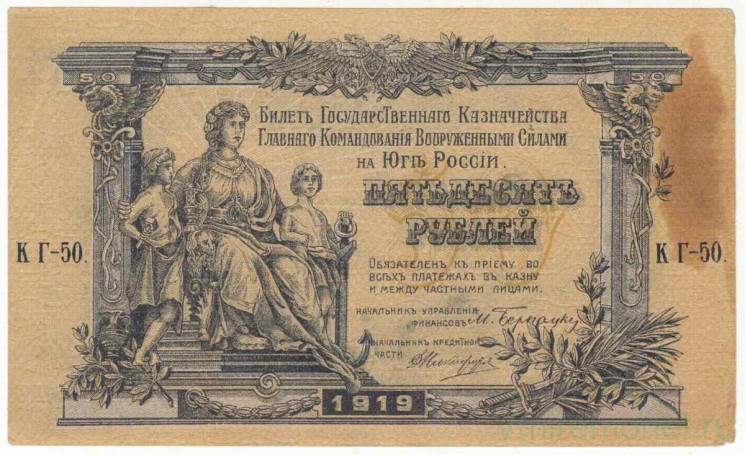 50 50
Билетъ Государственнаго Казначейства
Главнаго Командованія Вооруженными Силами
на Югѣ Россіи.
ПЯТЬДЕСЯТЪ
РУБЛЕЙ
К Г-50. К Г-50.
Обязателенъ къ пріему во
всѣхъ платежахъ въ казну
и между частными лицами.
НАЧАЛЬНИКЪ УПРАВЛЕНІЯ
ФИНАНСОВЪ
НАЧАЛЬНИКЪ КРЕДИТНОЙ
ЧАСТИ
1919